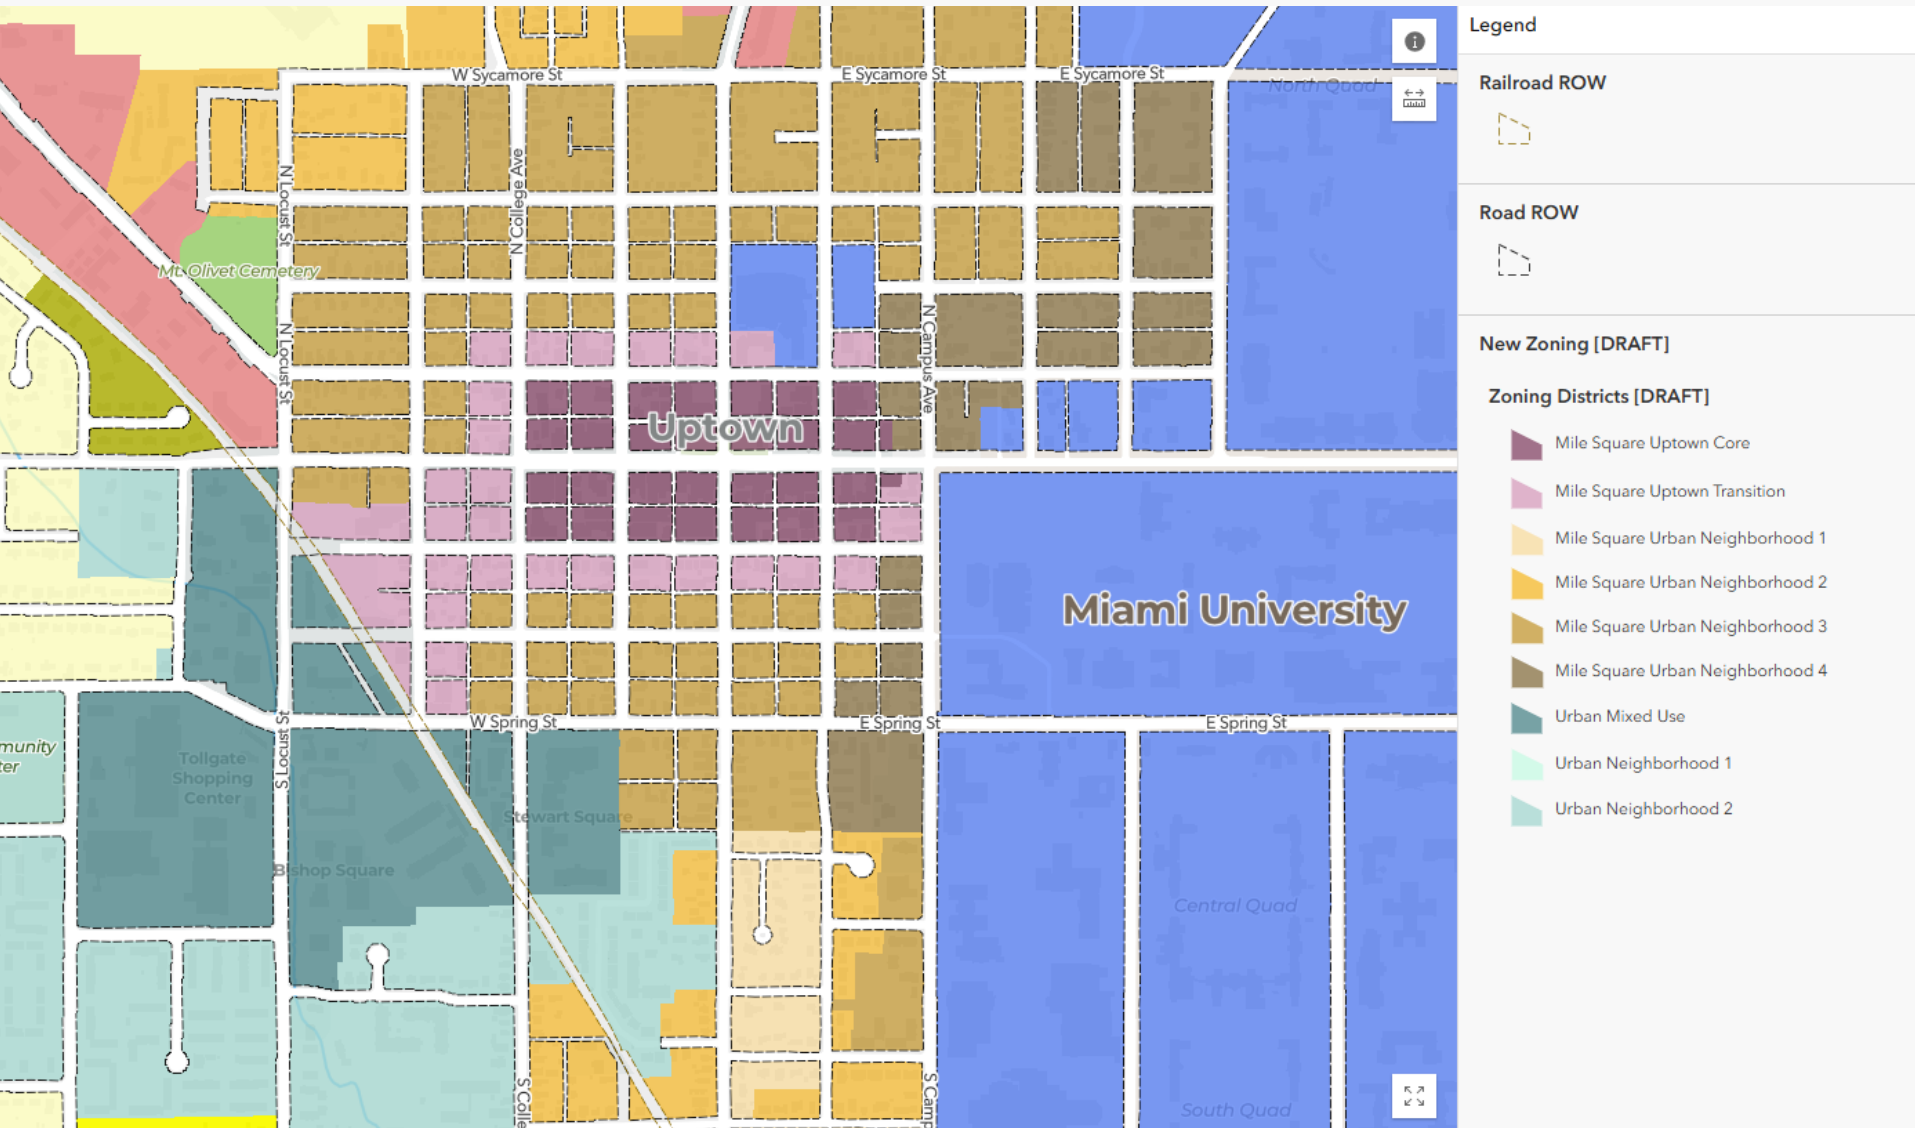 Legend
Railroad ROW
Road ROW
New Zoning [DRAFT]
Zoning Districts [DRAFT]
Mile Square Uptown Core
Mile Square Uptown Transition
Mile Square Urban Neighborhood 1
Mile Square Urban Neighborhood 2
Mile Square Urban Neighborhood 3
Mile Square Urban Neighborhood 4
Urban Mixed Use
Urban Neighborhood 1
Urban Neighborhood 2
W Sycamore St
E Sycamore St
E Sycamore St
North Quad
N Locust St
N College Ave
Mt. Olivet Cemetery
N Locust St
N Campus Ave
Uptown
Miami University
W Spring St
E Spring St
E Spring St
S Locust St
munity
ter
Tollgate
Shopping
Center
Stewart Square
Bishop Square
Central Quad
S Colle
S Camp
South Quad